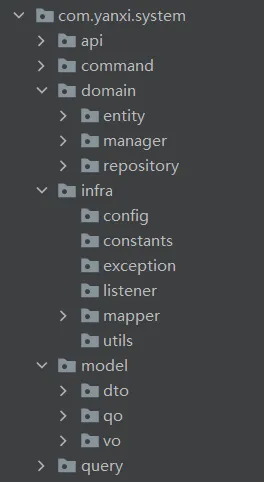 com.yanxi.system
api
command
domain
entity
manager
repository
infra
config
constants
exception
listener
mapper
utils
model
dto
qo
vo
query